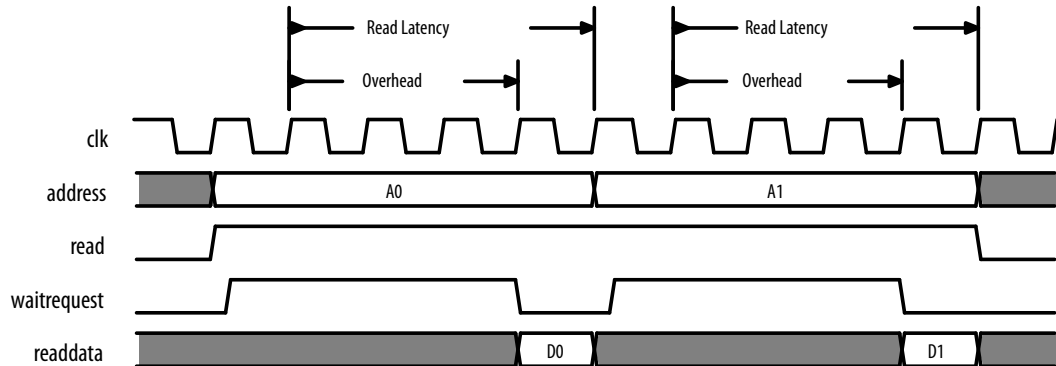 Read Latency Read Latency
Overhead Overhead
clk
address A0 A1
read
waitrequest
readdata D0 D1